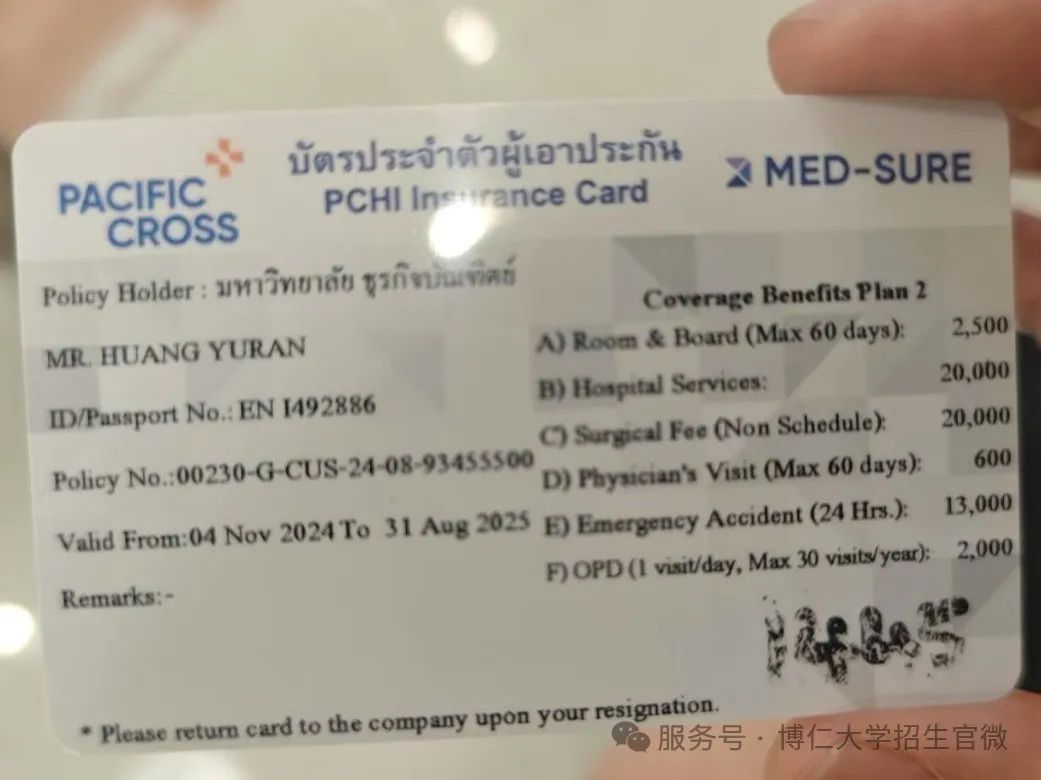 PACIFIC CROSS
บัตรประจำตัวผู้เอาประกัน
PCHI Insurance Card
MED-SURE
Policy Holder : มหาวิทยาลัย ธุรกิจบัณฑิตย์
MR. HUANG YURAN
ID/Passport No.: EN I492886
Policy No.:00230-G-CUS-24-08-93455500
Valid From:04 Nov 2024 To 31 Aug 2025
Remarks:-
Coverage Benefits Plan 2
A) Room & Board (Max 60 days): 2,500
B) Hospital Services: 20,000
C) Surgical Fee (Non Schedule): 20,000
D) Physician's Visit (Max 60 days): 600
E) Emergency Accident (24 Hrs.): 13,000
F) OPD (1 visit/day, Max 30 visits/year): 2,000
* Please return card to the company upon your resignation.
服务号 · 博仁大学招生官微